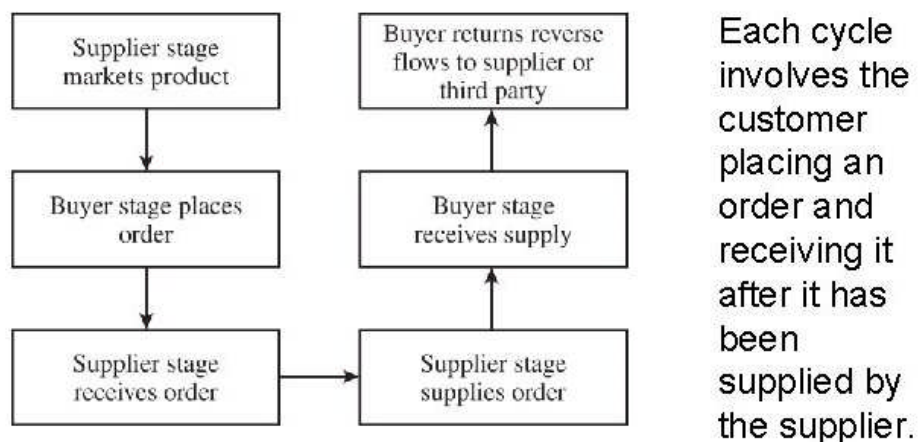 Supplier stage
markets product
Buyer stage places
order
Supplier stage
receives order
Supplier stage
supplies order
Buyer stage
receives supply
Buyer returns reverse
flows to supplier or
third party
Each cycle
involves the
customer
placing an
order and
receiving it
after it has
been
supplied by
the supplier.